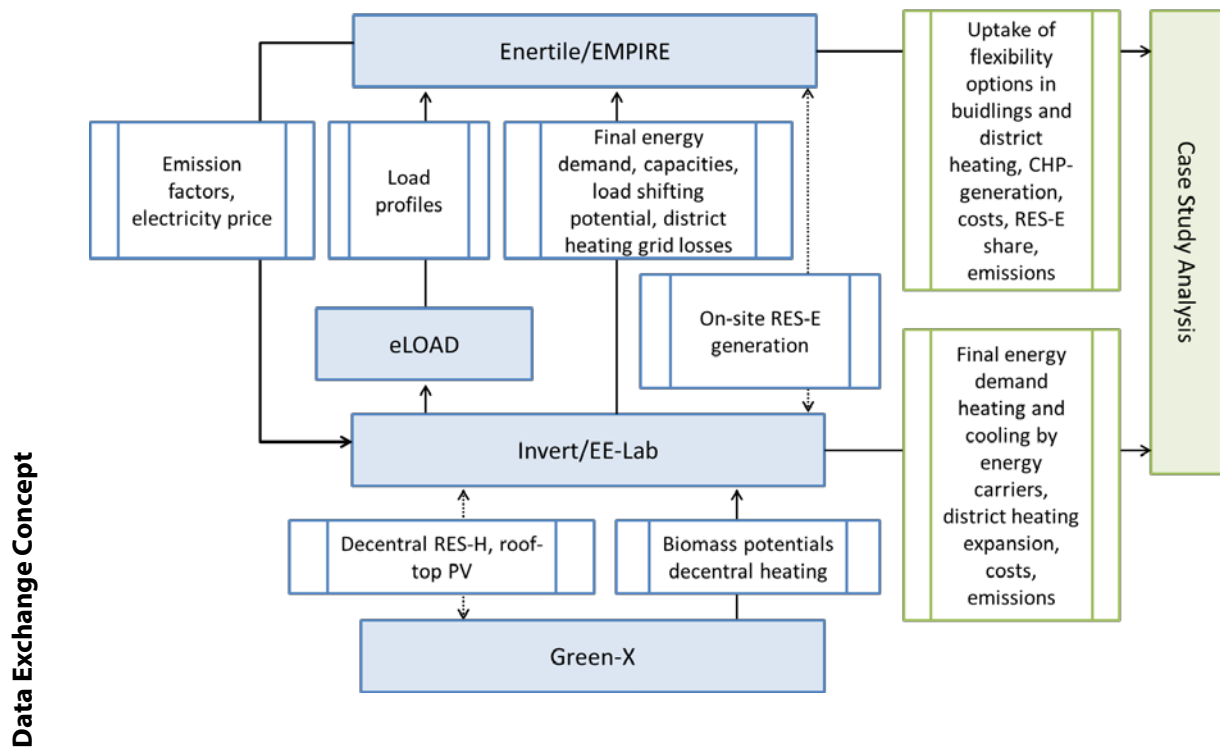 Enertile/EMPIRE
Emission
factors,
electricity price
Load
profiles
Final energy
demand, capacities,
load shifting
potential, district
heating grid losses
On-site RES-E
generation
eLOAD
Invert/EE-Lab
Decentral RES-H, roof-
top PV
Biomass potentials
decentral heating
Green-X
Uptake of
flexibility
options in
buidlings and
district
heating, CHP-
generation,
costs, RES-E
share,
emissions
Final energy
demand
heating and
cooling by
energy
carriers,
district heating
expansion,
costs,
emissions
Case Study Analysis
Data Exchange Concept